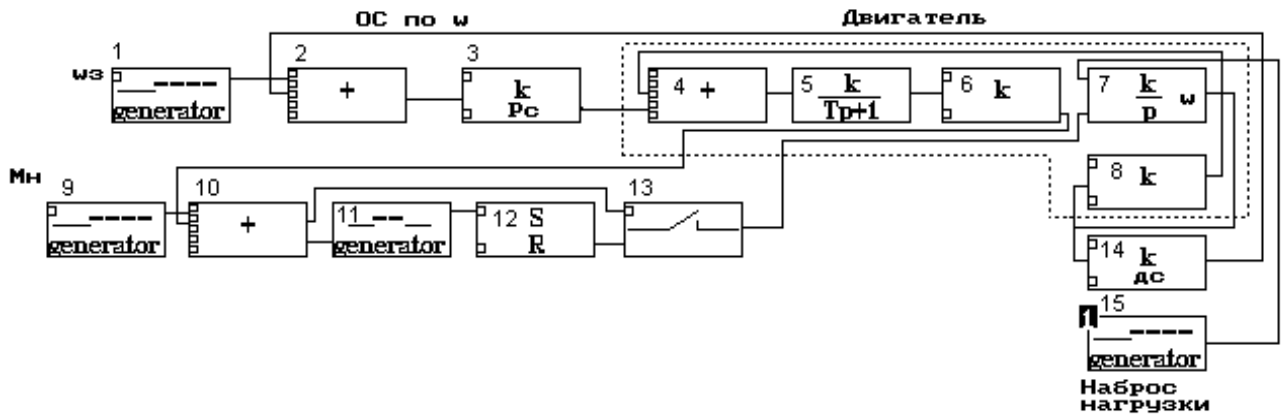 ОС по w
Двигатель
1
2
3
wз
generator
+
k
Рс
4
+
5
k
Tp+1
6
k
7
k
p
w
Мн
9
10
13
8
k
generator
+
11
generator
12
S
R
14
k
дс
1
15
generator
Наброс
нагрузки